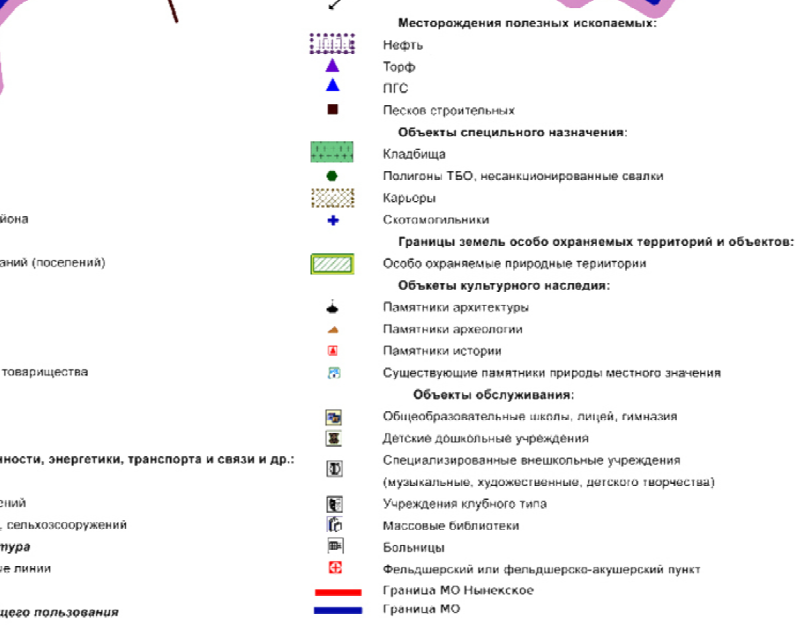 Месторождения полезных ископаемых:
Нефть
Торф
ПГС
Песков строительных
Объекты специльного назначения:
Кладбища
Полигоны ТБО, несанкционированные свалки
Карьеры
йона
Скотомогильники
Границы земель особо охраняемых территорий и объектов:
аний (поселений)
Особо охраняемые природные териитории
Объкеты культурного наследия:
Памятники архитектуры
Памятники археологии
Памятники истории
товарищества
Существующие памятники природы местного значения
Объекты обслуживания:
Общеобразовательные школы, лицей, гимназия
Детские дошкольные учреждения
нности, энергетики, транспорта и связи и др.:
Специализированные внешкольные учреждения
(музыкальные, художественные, детского творчества)
ений
Учреждения клубного типа
, сельхозсооружений
Массовые библиотеки
тура
Больницы
ые линии
Фельдшерский или фельдшерско-акушерский пункт
Граница МО Нынекское
щего пользования
Граница МО